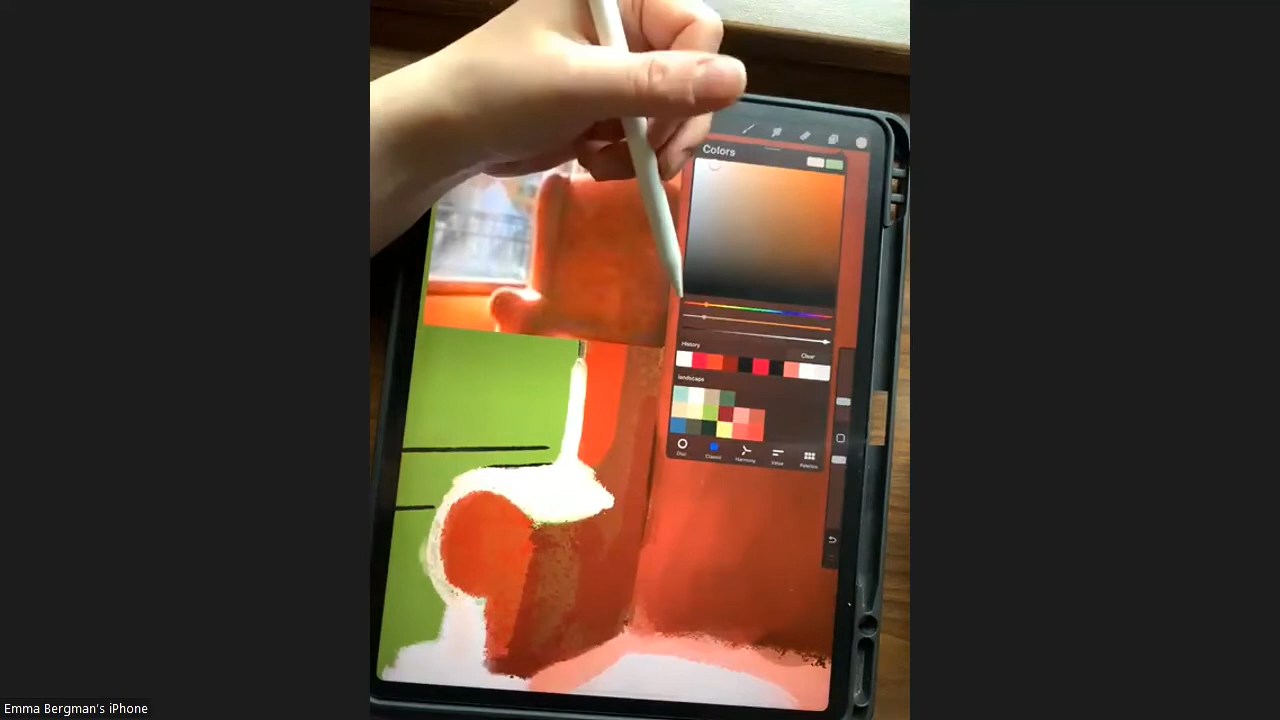 Colors
History
Clear
landscape
Disc
Classic
Harmony
Value
Palettes
Emma Bergman's iPhone